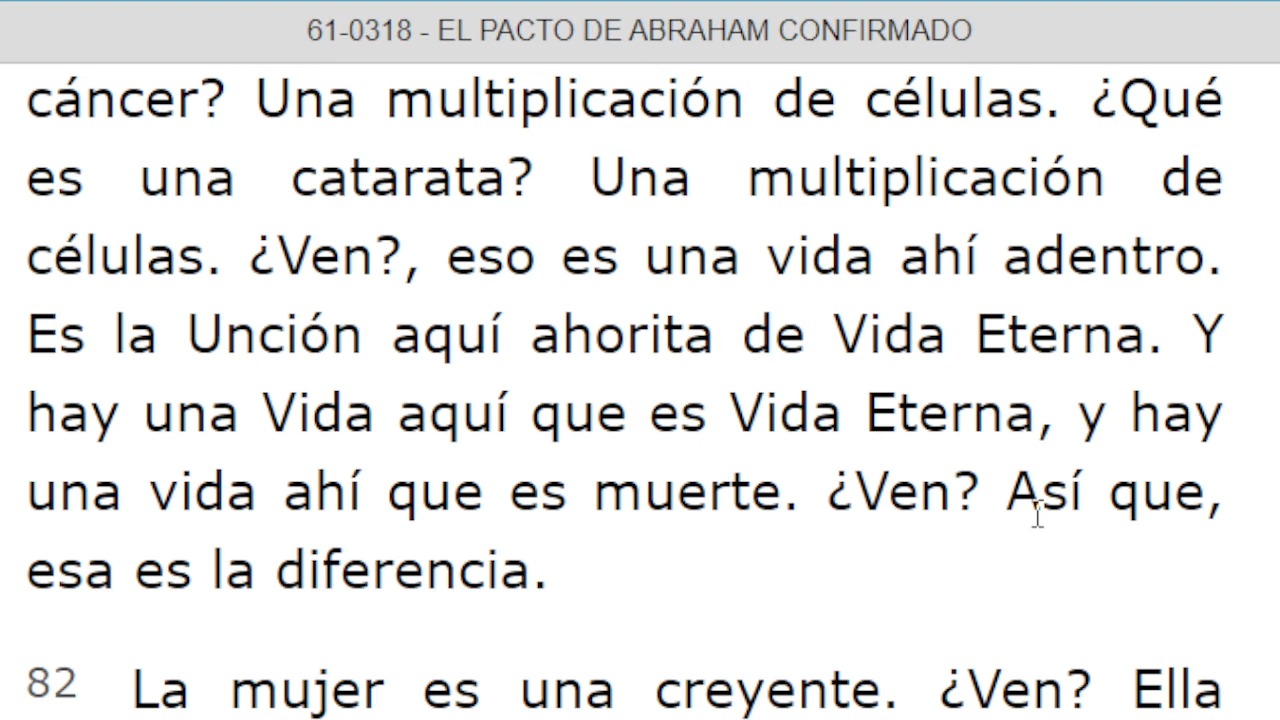 61-0318 - EL PACTO DE ABRAHAM CONFIRMADO
cáncer? Una multiplicación de células. ¿Qué
es una catarata? Una multiplicación de
células. ¿Ven?, eso es una vida ahí adentro.
Es la Unción aquí ahorita de Vida Eterna. Y
hay una Vida aquí que es Vida Eterna, y hay
una vida ahí que es muerte. ¿Ven? Así que,
esa es la diferencia.
82 La mujer es una creyente. ¿Ven? Ella